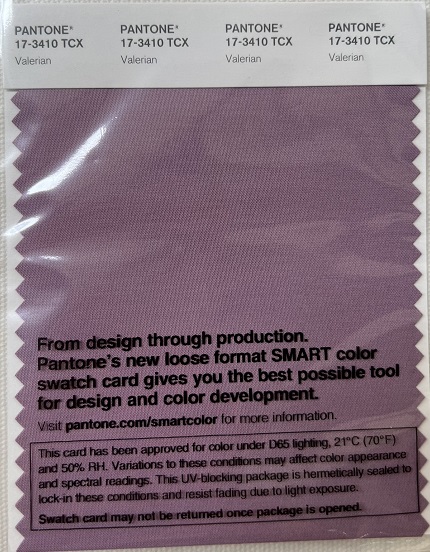 PANTONE® PANTONE® PANTONE® PANTONE®
17-3410 TCX 17-3410 TCX 17-3410 TCX 17-3410 TCX
Valerian Valerian Valerian Valerian
From design through production.
Pantone's new loose format SMART color
swatch card gives you the best possible tool
for design and color development.
Visit pantone.com/smartcolor for more information.
This card has been approved for color under D65 lighting, 21°C (70°F)
and 50% RH. Variations to these conditions may affect color appearance
and spectral readings. This UV-blocking package is hermetically sealed to
lock-in these conditions and resist fading due to light exposure.
Swatch card may not be returned once package is opened.